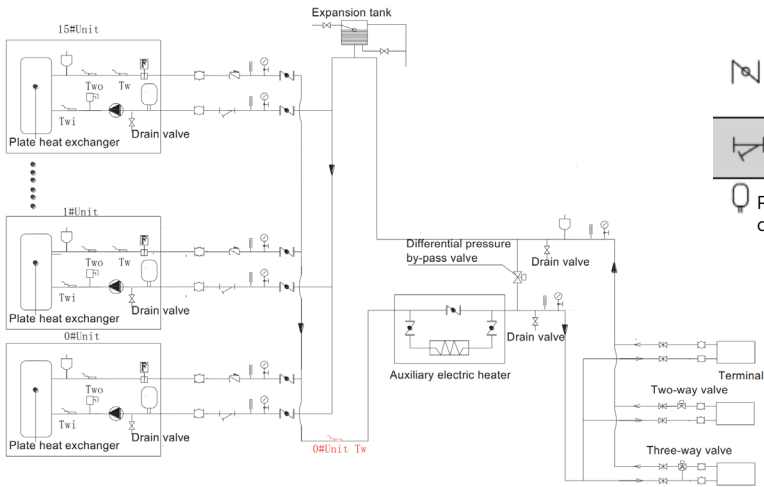 Expansion tank
15#Unit
F
Two
Tw
Twi
Drain valve
Plate heat exchanger
1#Unit
F
Two
Tw
Twi
Drain valve
Plate heat exchanger
0#Unit
F
Two
Twi
Drain valve
Plate heat exchanger
0#Unit Tw
Differential pressure
by-pass valve
Drain valve
Drain valve
Auxiliary electric heater
Terminal
Two-way valve
Three-way valve